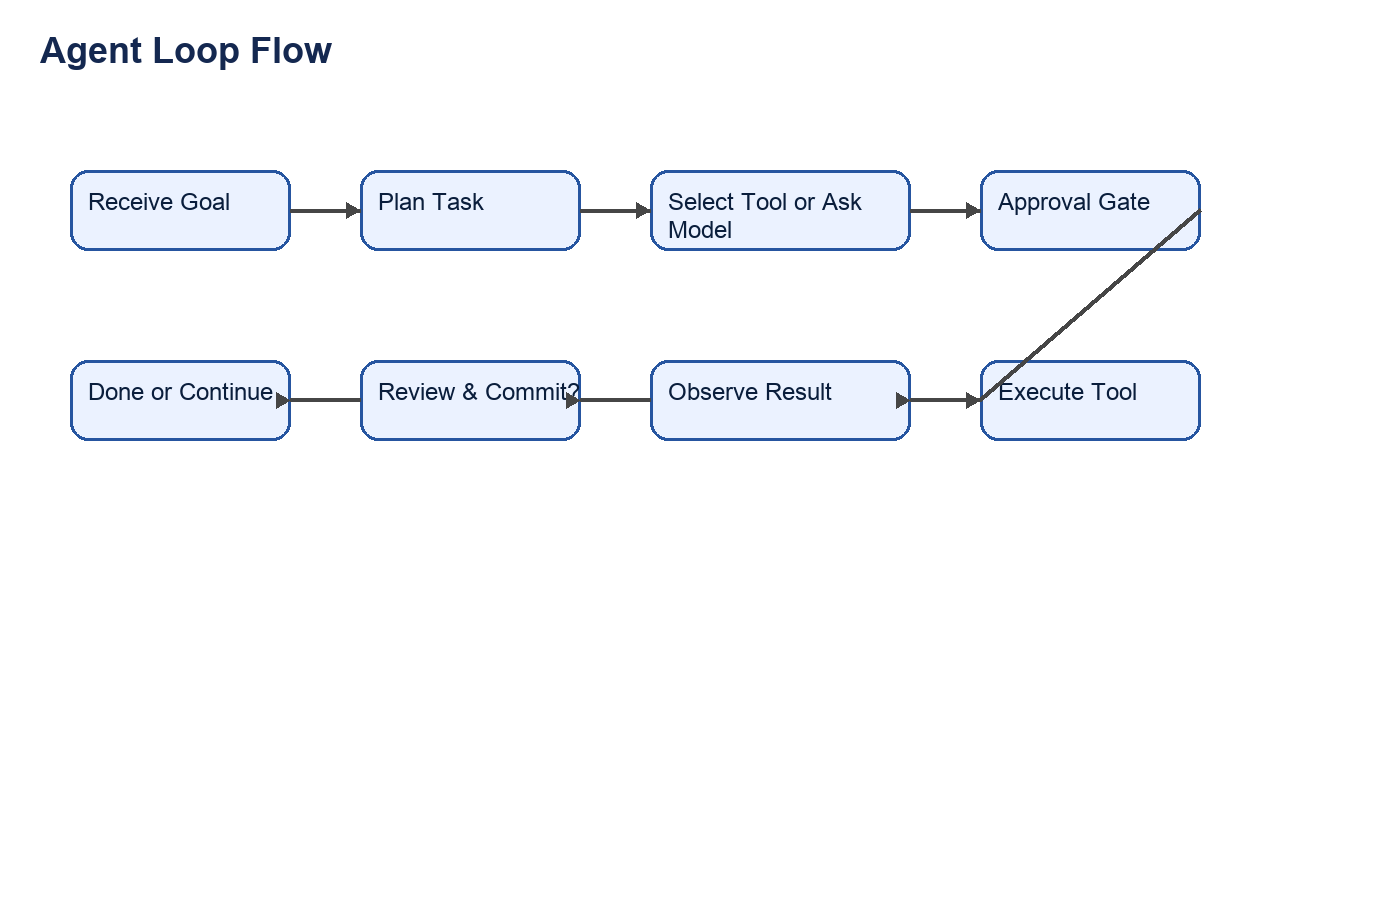 Agent Loop Flow
Receive Goal
Plan Task
Select Tool or Ask
Model
Approval Gate
Done or Continue
Review & Commit?
Observe Result
Execute Tool